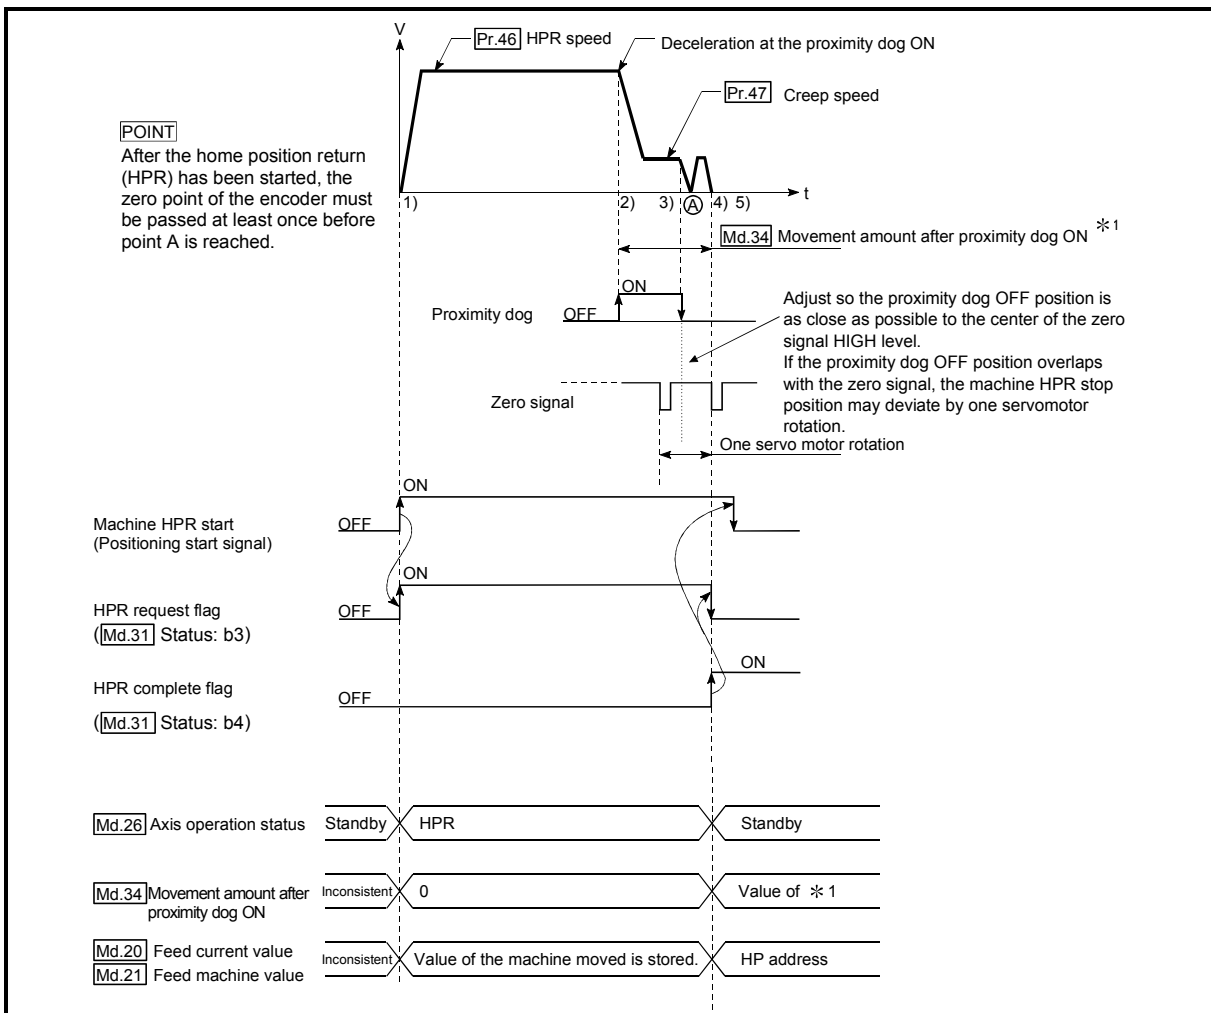 V
Pr.46 HPR speed
Deceleration at the proximity dog ON
Pr.47 Creep speed
POINT
After the home position return
(HPR) has been started, the
zero point of the encoder must
be passed at least once before
point A is reached.
t
1)
2)
3)
A
4)
5)
Md.34 Movement amount after proximity dog ON *1
ON
Proximity dog
OFF
Adjust so the proximity dog OFF position is
as close as possible to the center of the zero
signal HIGH level.
If the proximity dog OFF position overlaps
with the zero signal, the machine HPR stop
position may deviate by one servomotor
rotation.
Zero signal
One servo motor rotation
ON
Machine HPR start
(Positioning start signal)
OFF
ON
HPR request flag
(Md.31 Status: b3)
OFF
ON
HPR complete flag
(Md.31 Status: b4)
OFF
Md.26 Axis operation status
Standby
HPR
Standby
Md.34 Movement amount after
proximity dog ON
Inconsistent
0
Value of *1
Md.20 Feed current value
Md.21 Feed machine value
Inconsistent
Value of the machine moved is stored.
HP address